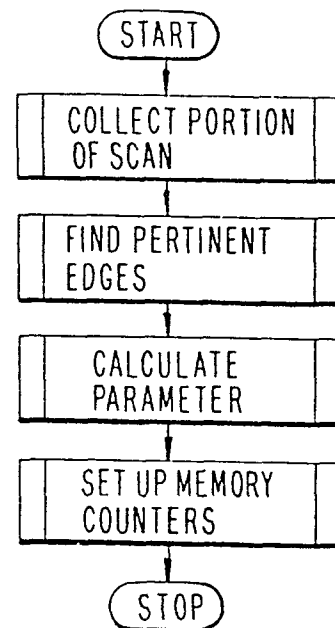 START
COLLECT PORTION
OF SCAN
FIND PERTINENT
EDGES
CALCULATE
PARAMETER
SET UP MEMORY
COUNTERS
STOP